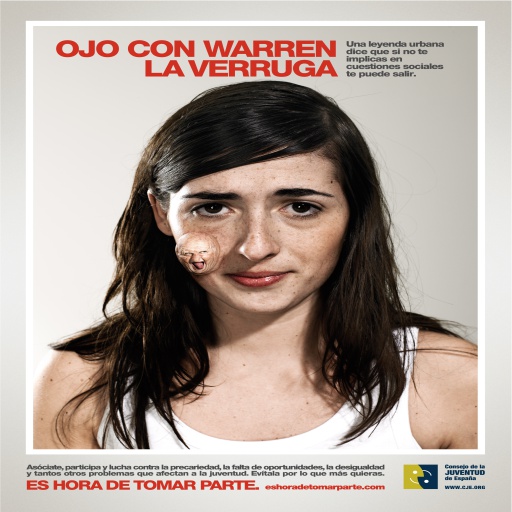 OJO CON WARREN
LA VERRUGA
Una leyenda urbana
dice que si no te
implicas en
cuestiones sociales
te puede salir.
Asóciate, participa y lucha contra la precariedad, la falta de oportunidades, la desigualdad
y tantos otros problemas que afectan a la juventud. Evítala por lo que más quieras.
ES HORA DE TOMAR PARTE. eshoradetomarparte.com
Consejo de la
JUVENTUD
de España
WWW.CJE.ORG